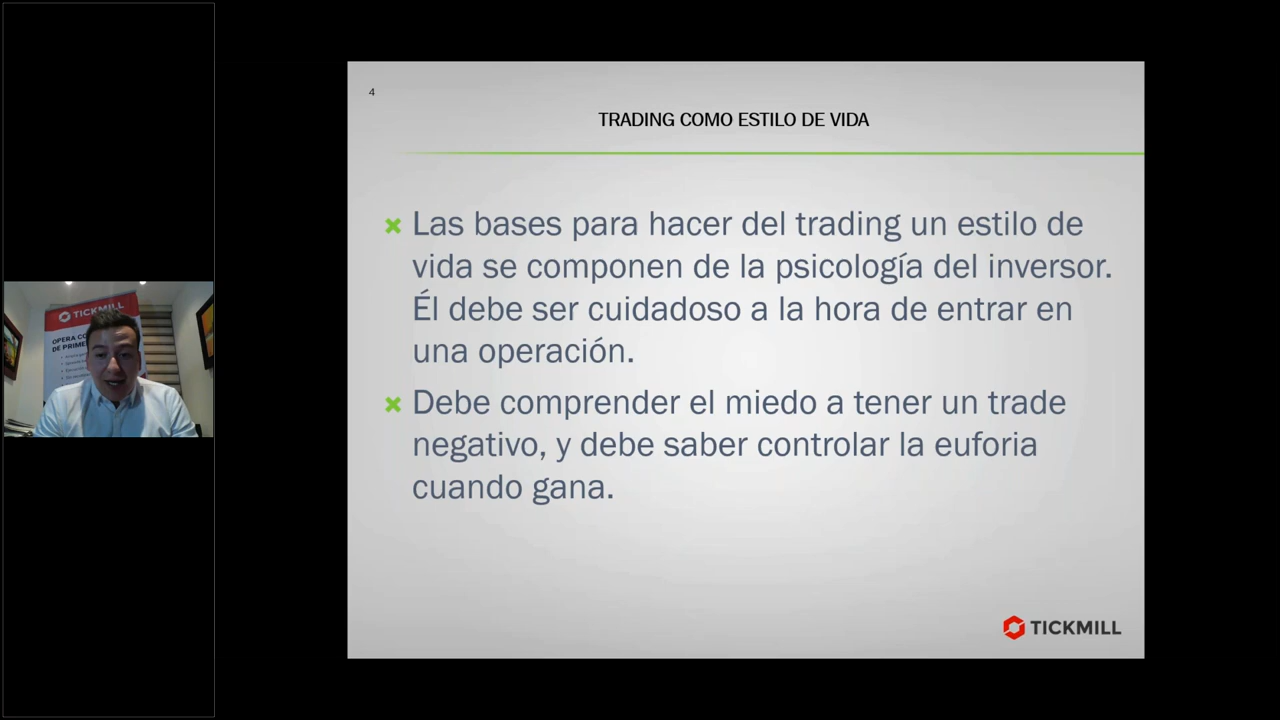 4
TRADING COMO ESTILO DE VIDA
Las bases para hacer del trading un estilo de
vida se componen de la psicología del inversor.
Él debe ser cuidadoso a la hora de entrar en
una operación.
Debe comprender el miedo a tener un trade
negativo, y debe saber controlar la euforia
cuando gana.
TICKMILL
TICKMILL
OPERA
DE